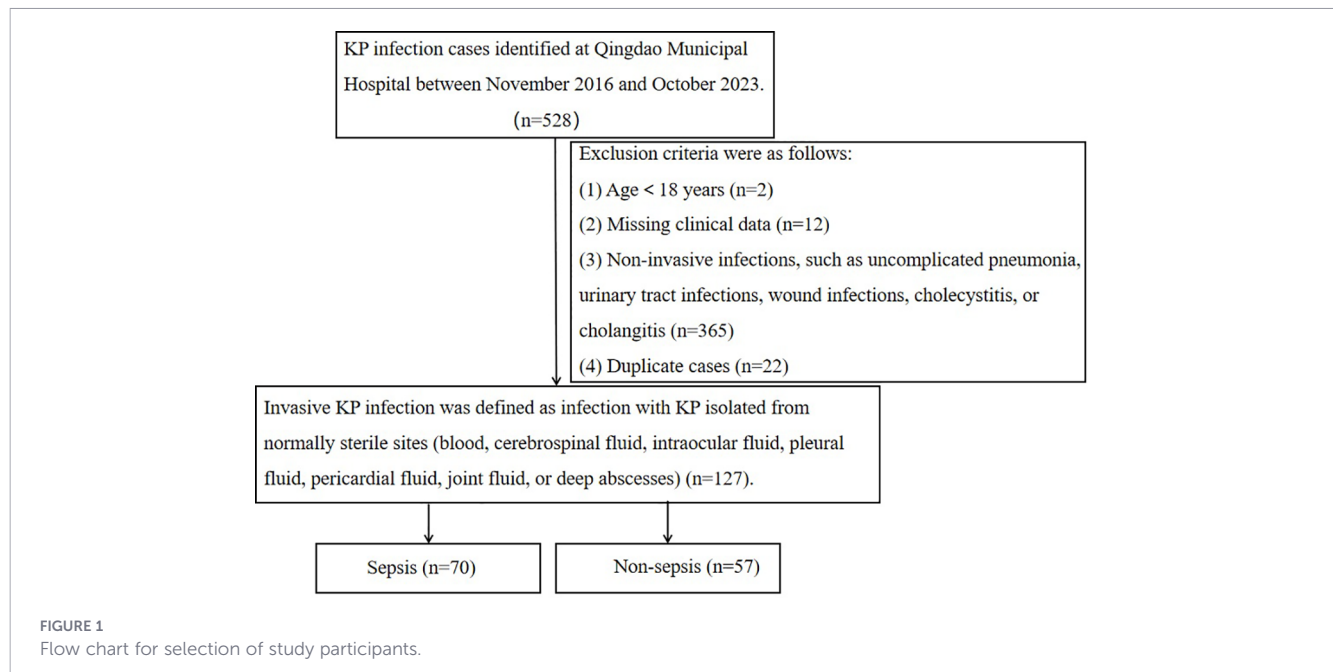 KP infection cases identified at Qingdao Municipal
Hospital between November 2016 and October 2023.
(n=528)
Exclusion criteria were as follows:
(1) Age < 18 years (n=2)
(2) Missing clinical data (n=12)
(3) Non-invasive infections, such as uncomplicated pneumonia,
urinary tract infections, wound infections, cholecystitis, or
cholangitis (n=365)
(4) Duplicate cases (n=22)
Invasive KP infection was defined as infection with KP isolated from
normally sterile sites (blood, cerebrospinal fluid, intraocular fluid, pleural
fluid, pericardial fluid, joint fluid, or deep abscesses) (n=127).
Sepsis (n=70)
Non-sepsis (n=57)
FIGURE 1
Flow chart for selection of study participants.